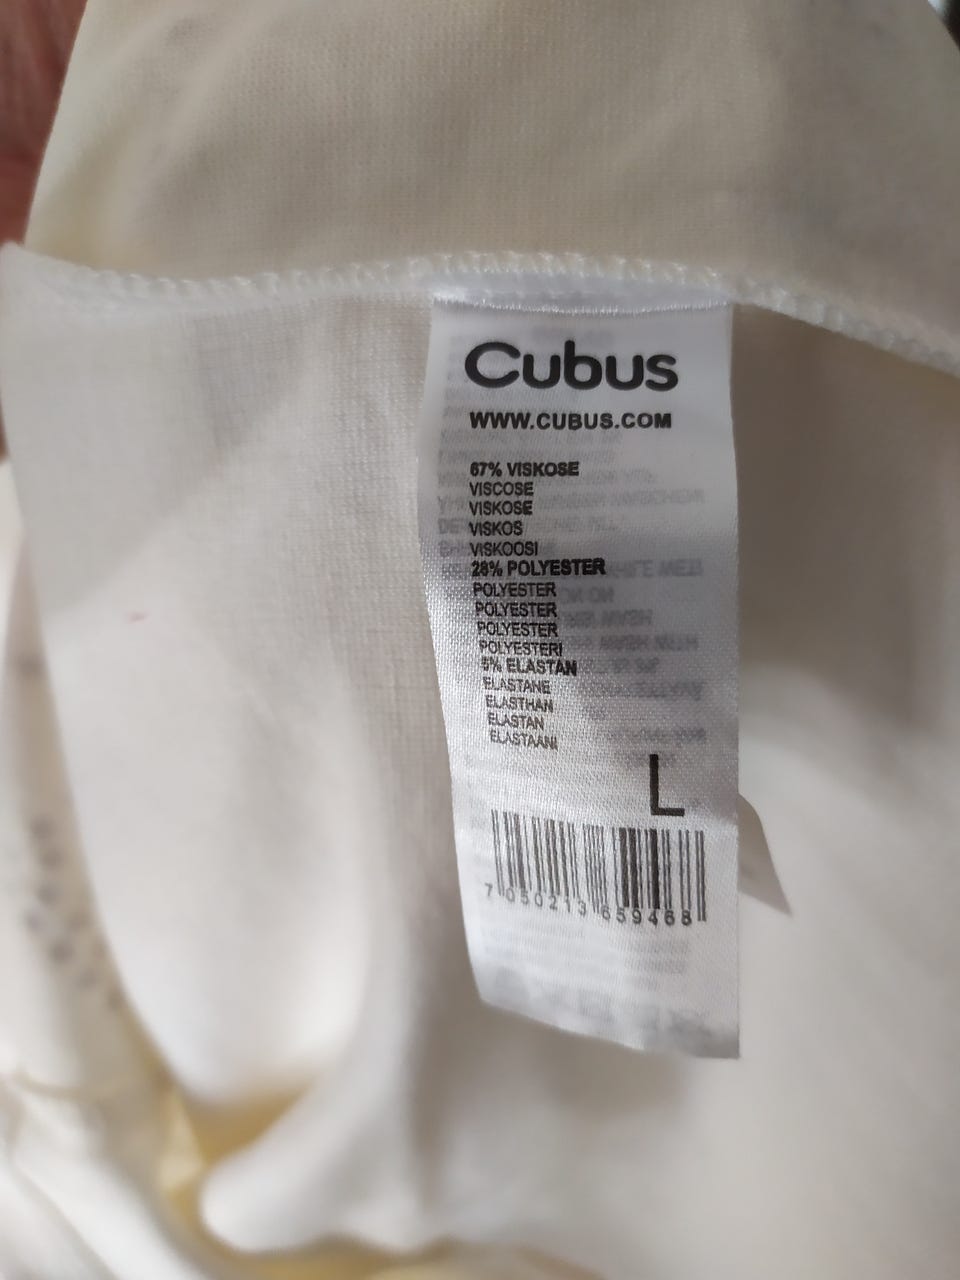 Cubus
WWW.CUBUS.COM
67% VISKOSE
VISCOSE
VISKOSE
VISKOS
VISKOOSI
28% POLYESTER
POLYESTER
POLYESTER
POLYESTER
POLYESTERI
5% ELASTAN
ELASTANE
ELASTHAN
ELASTAN
ELASTAANI
L
7 050213 659468